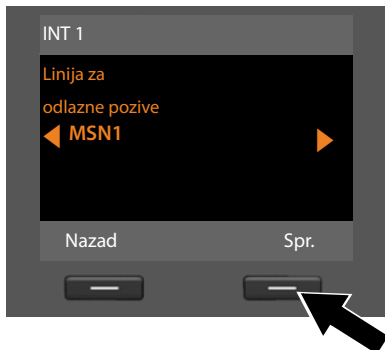 INT 1
Linija za
odlazne pozive
MSN1
Nazad Spr.